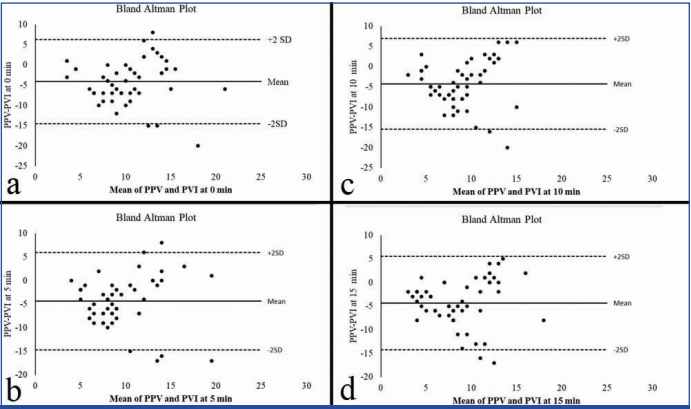 Bland Altman Plot
10
5
0
-5
-10
-15
-20
-25
PPV-PVI at 0 min
+2 SD
Mean
-2SD
0 5 10 15 20 25 30
Mean of PPV and PVI at 0 min
a
Bland Altman Plot
10
5
0
-5
-10
-15
-20
-25
PPV-PVI at 10 min
+2SD
Mean
-2SD
0 5 10 15 20 25 30
Mean of PPV and PVI at 10 min
c
Bland Altman Plot
10
5
0
-5
-10
-15
-20
PPV-PVI at 5 min
+2SD
Mean
-2SD
0 5 10 15 20 25 30
Mean of PPV and PVI at 5 min
b
Bland Altman Plot
10
5
0
-5
-10
-15
-20
PPV-PVI at 15 min
+2SD
Mean
-2SD
0 5 10 15 20 25 30
Mean of PPV and PVI at 15min
d